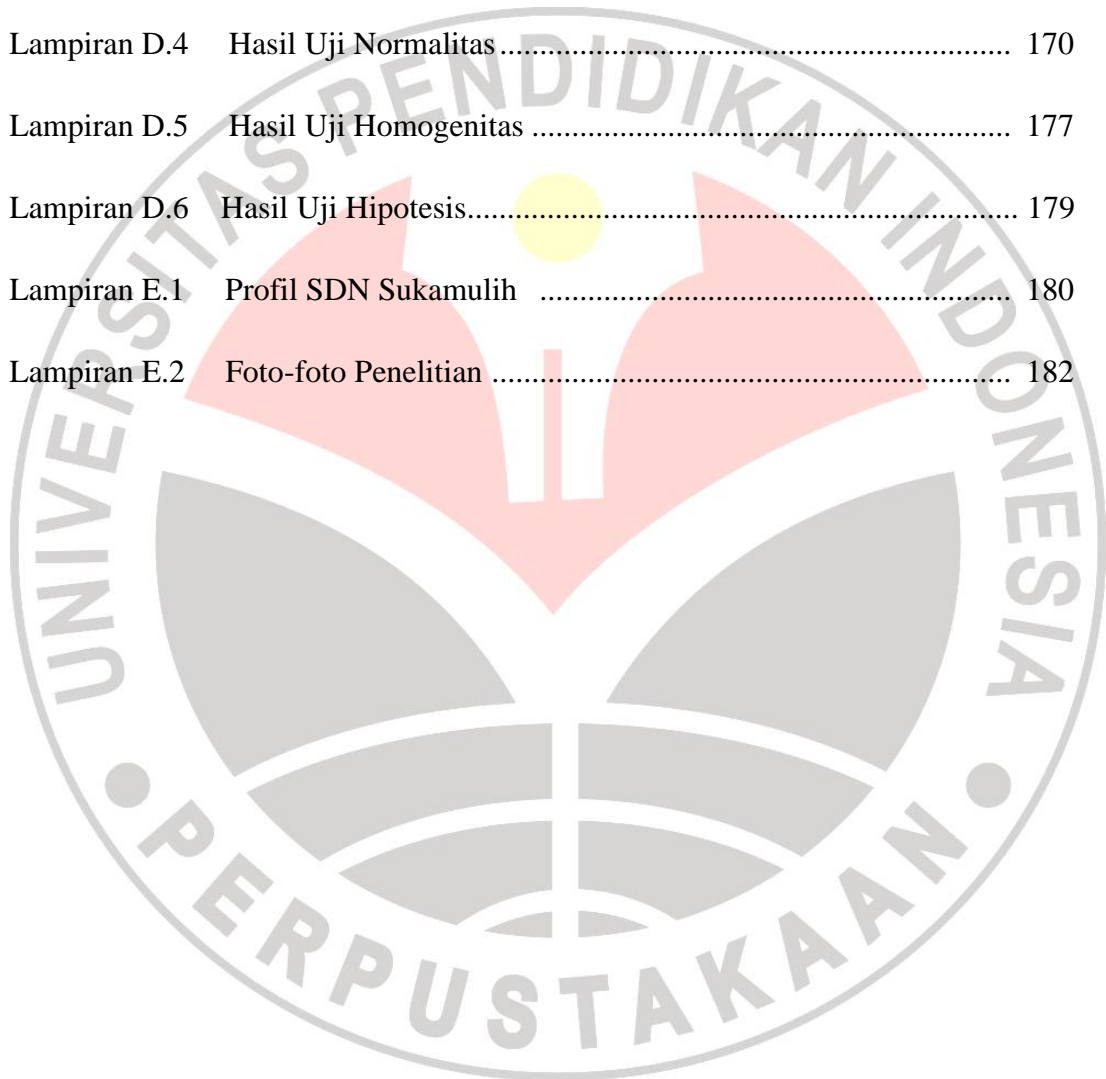 Lampiran D.4 Hasil Uji Normalitas ................................................................................. 170
Lampiran D.5 Hasil Uji Homogenitas ............................................................................ 177
Lampiran D.6 Hasil Uji Hipotesis....................................................................................... 179
Lampiran E.1 Profil SDN Sukamulih ........................................................................... 180
Lampiran E.2 Foto-foto Penelitian .................................................................................. 182
UNIVERSITAS PENDIDIKAN INDONESIA
PERPUSTAKAAN